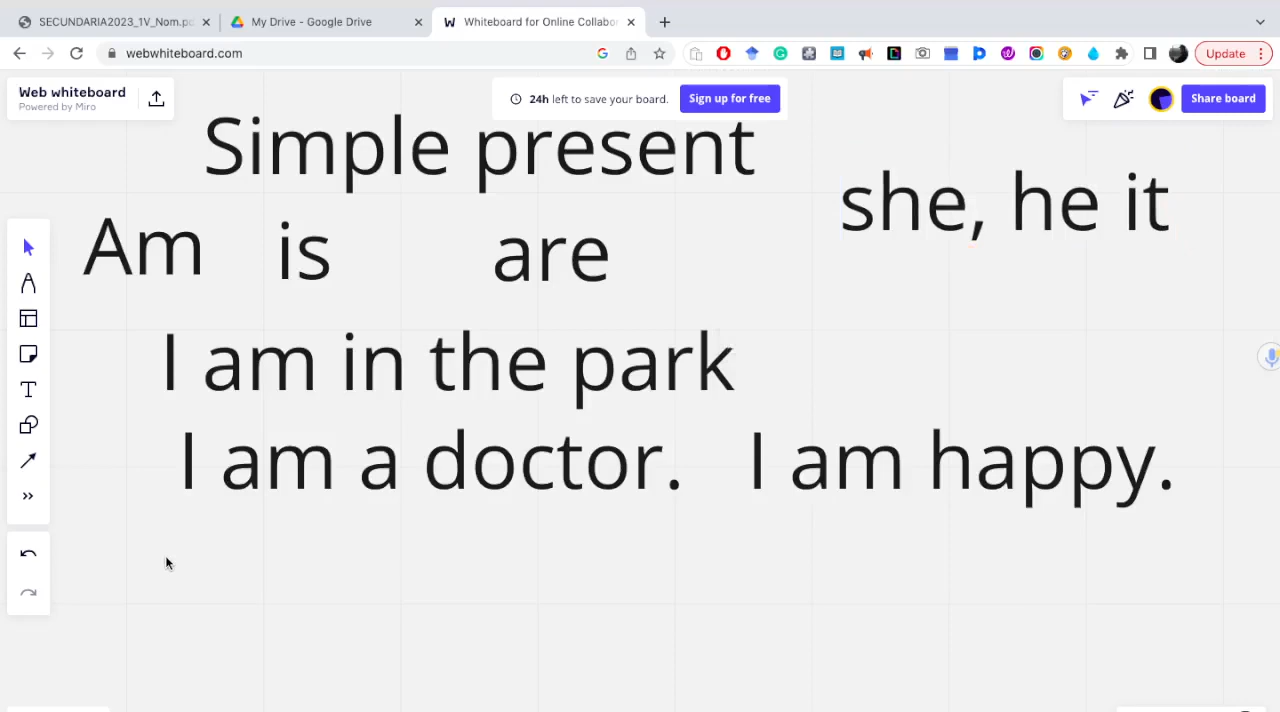 SECUNDARIA2023_1V_Nom.p
My Drive - Google Drive
Whiteboard for Online Collabor
webwhiteboard.com
Update
Web whiteboard
Powered by Miro
24h left to save your board.
Sign up for free
Share board
Simple present
she, he it
Am is are
I am in the park
I am a doctor. I am happy.